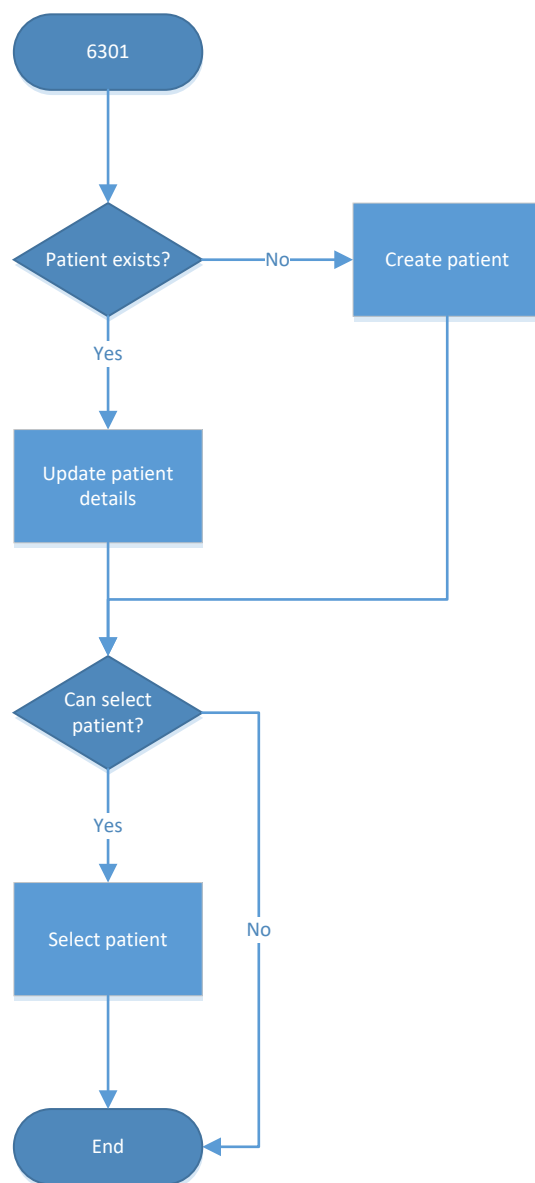 6301
Patient exists?
No
Create patient
Yes
Update patient
details
Can select
patient?
Yes
Select patient
No
End